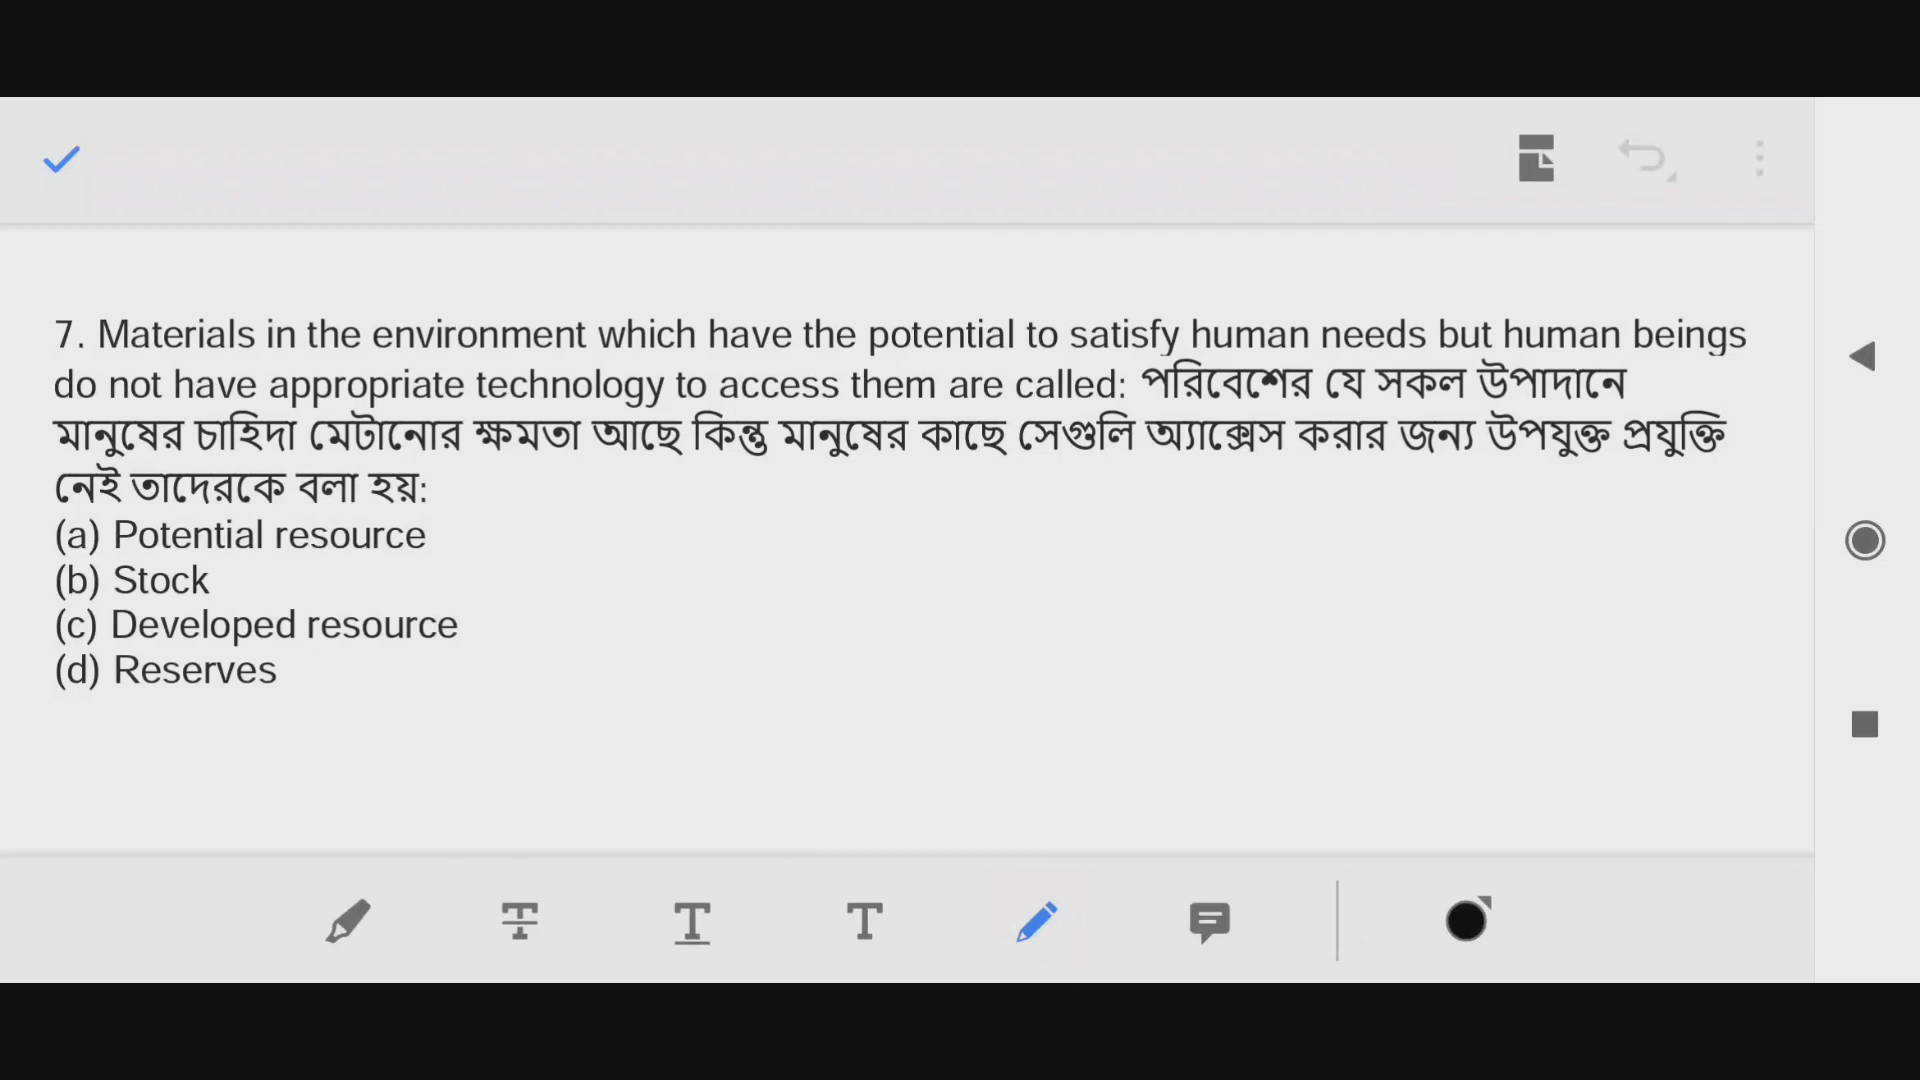 7. Materials in the environment which have the potential to satisfy human needs but human beings
do not have appropriate technology to access them are called: পরিবেশের যে সকল উপাদানে
মানুষের চাহিদা মেটানোর ক্ষমতা আছে কিন্তু মানুষের কাছে সেগুলি অ্যাক্সেস করার জন্য উপযুক্ত প্রযুক্তি
নেই তাদেরকে বলা হয়:
(a) Potential resource
(b) Stock
(c) Developed resource
(d) Reserves